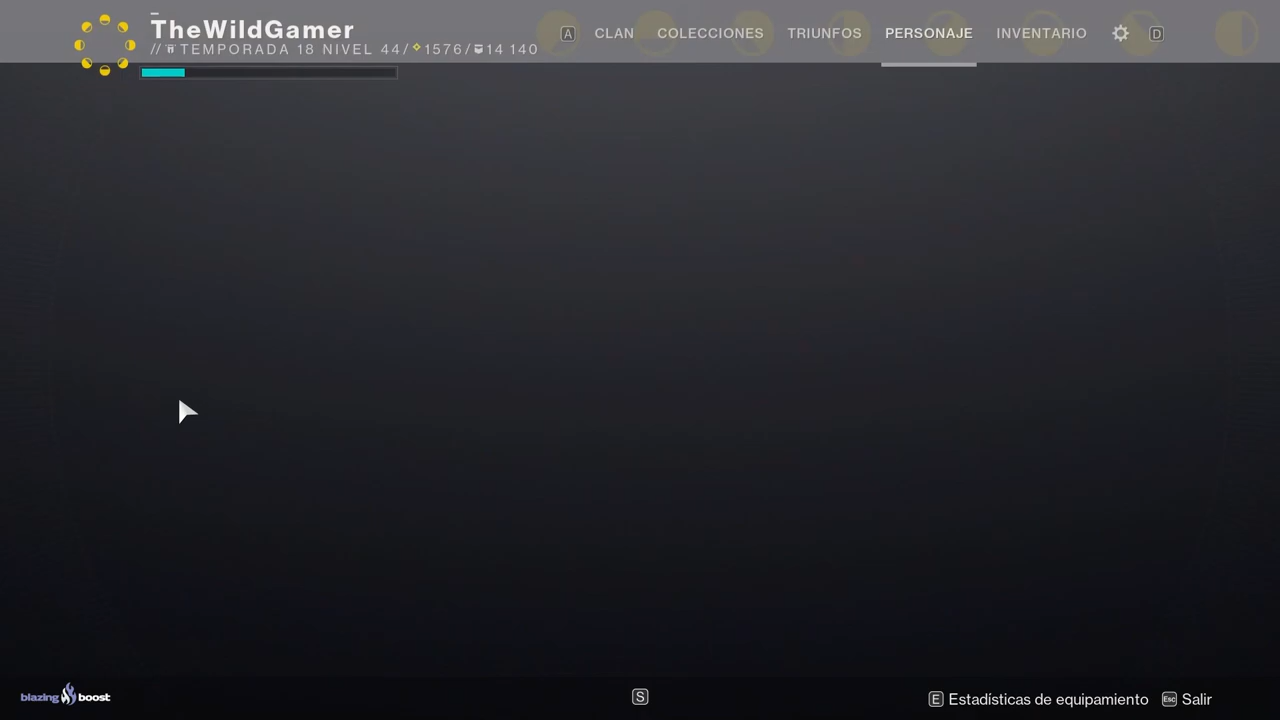 TheWildGamer
// TEMPORADA 18 NIVEL 44/ 1576/ 14 140
A CLAN COLECCIONES TRIUNFOS PERSONAJE INVENTARIO D
blazing boost
S
E Estadísticas de equipamiento Esc Salir